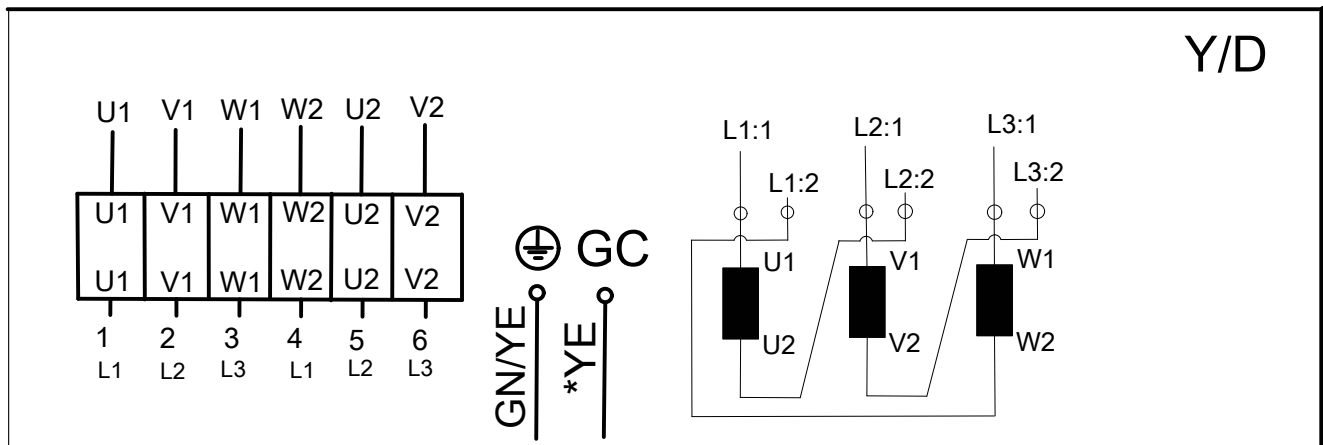 Y/D
U1 V1 W1 W2 U2 V2
U1 V1 W1 W2 U2 V2
U1 V1 W1 W2 U2 V2
1 2 3 4 5 6
L1 L2 L3 L1 L2 L3
GC
GN/YE
*YE
L1:1 L2:1 L3:1
L1:2 L2:2 L3:2
U1 V1 W1
U2 V2 W2